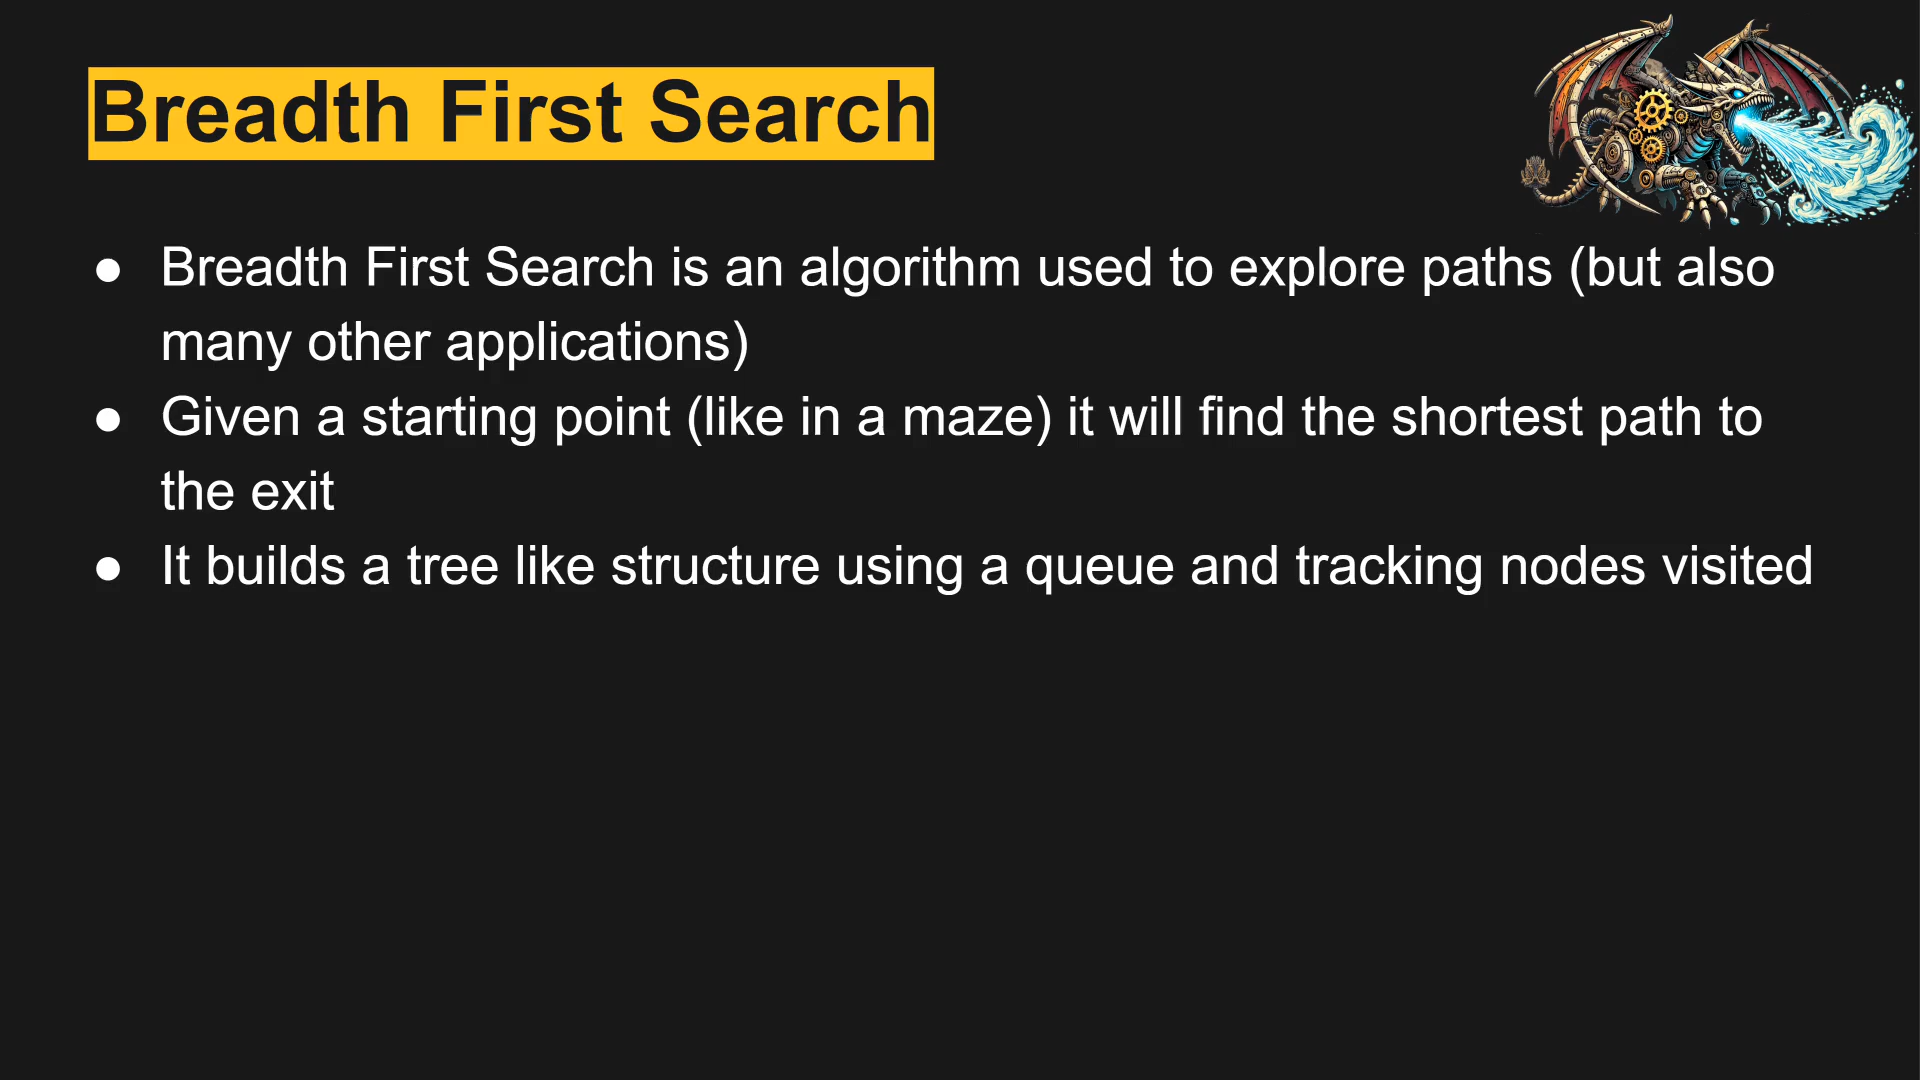 Breadth First Search
● Breadth First Search is an algorithm used to explore paths (but also
many other applications)
● Given a starting point (like in a maze) it will find the shortest path to
the exit
● It builds a tree like structure using a queue and tracking nodes visited